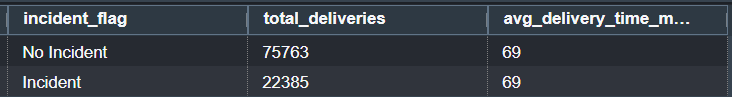 incident_flag total_deliveries avg_delivery_time_m...
No Incident 75763 69
Incident 22385 69